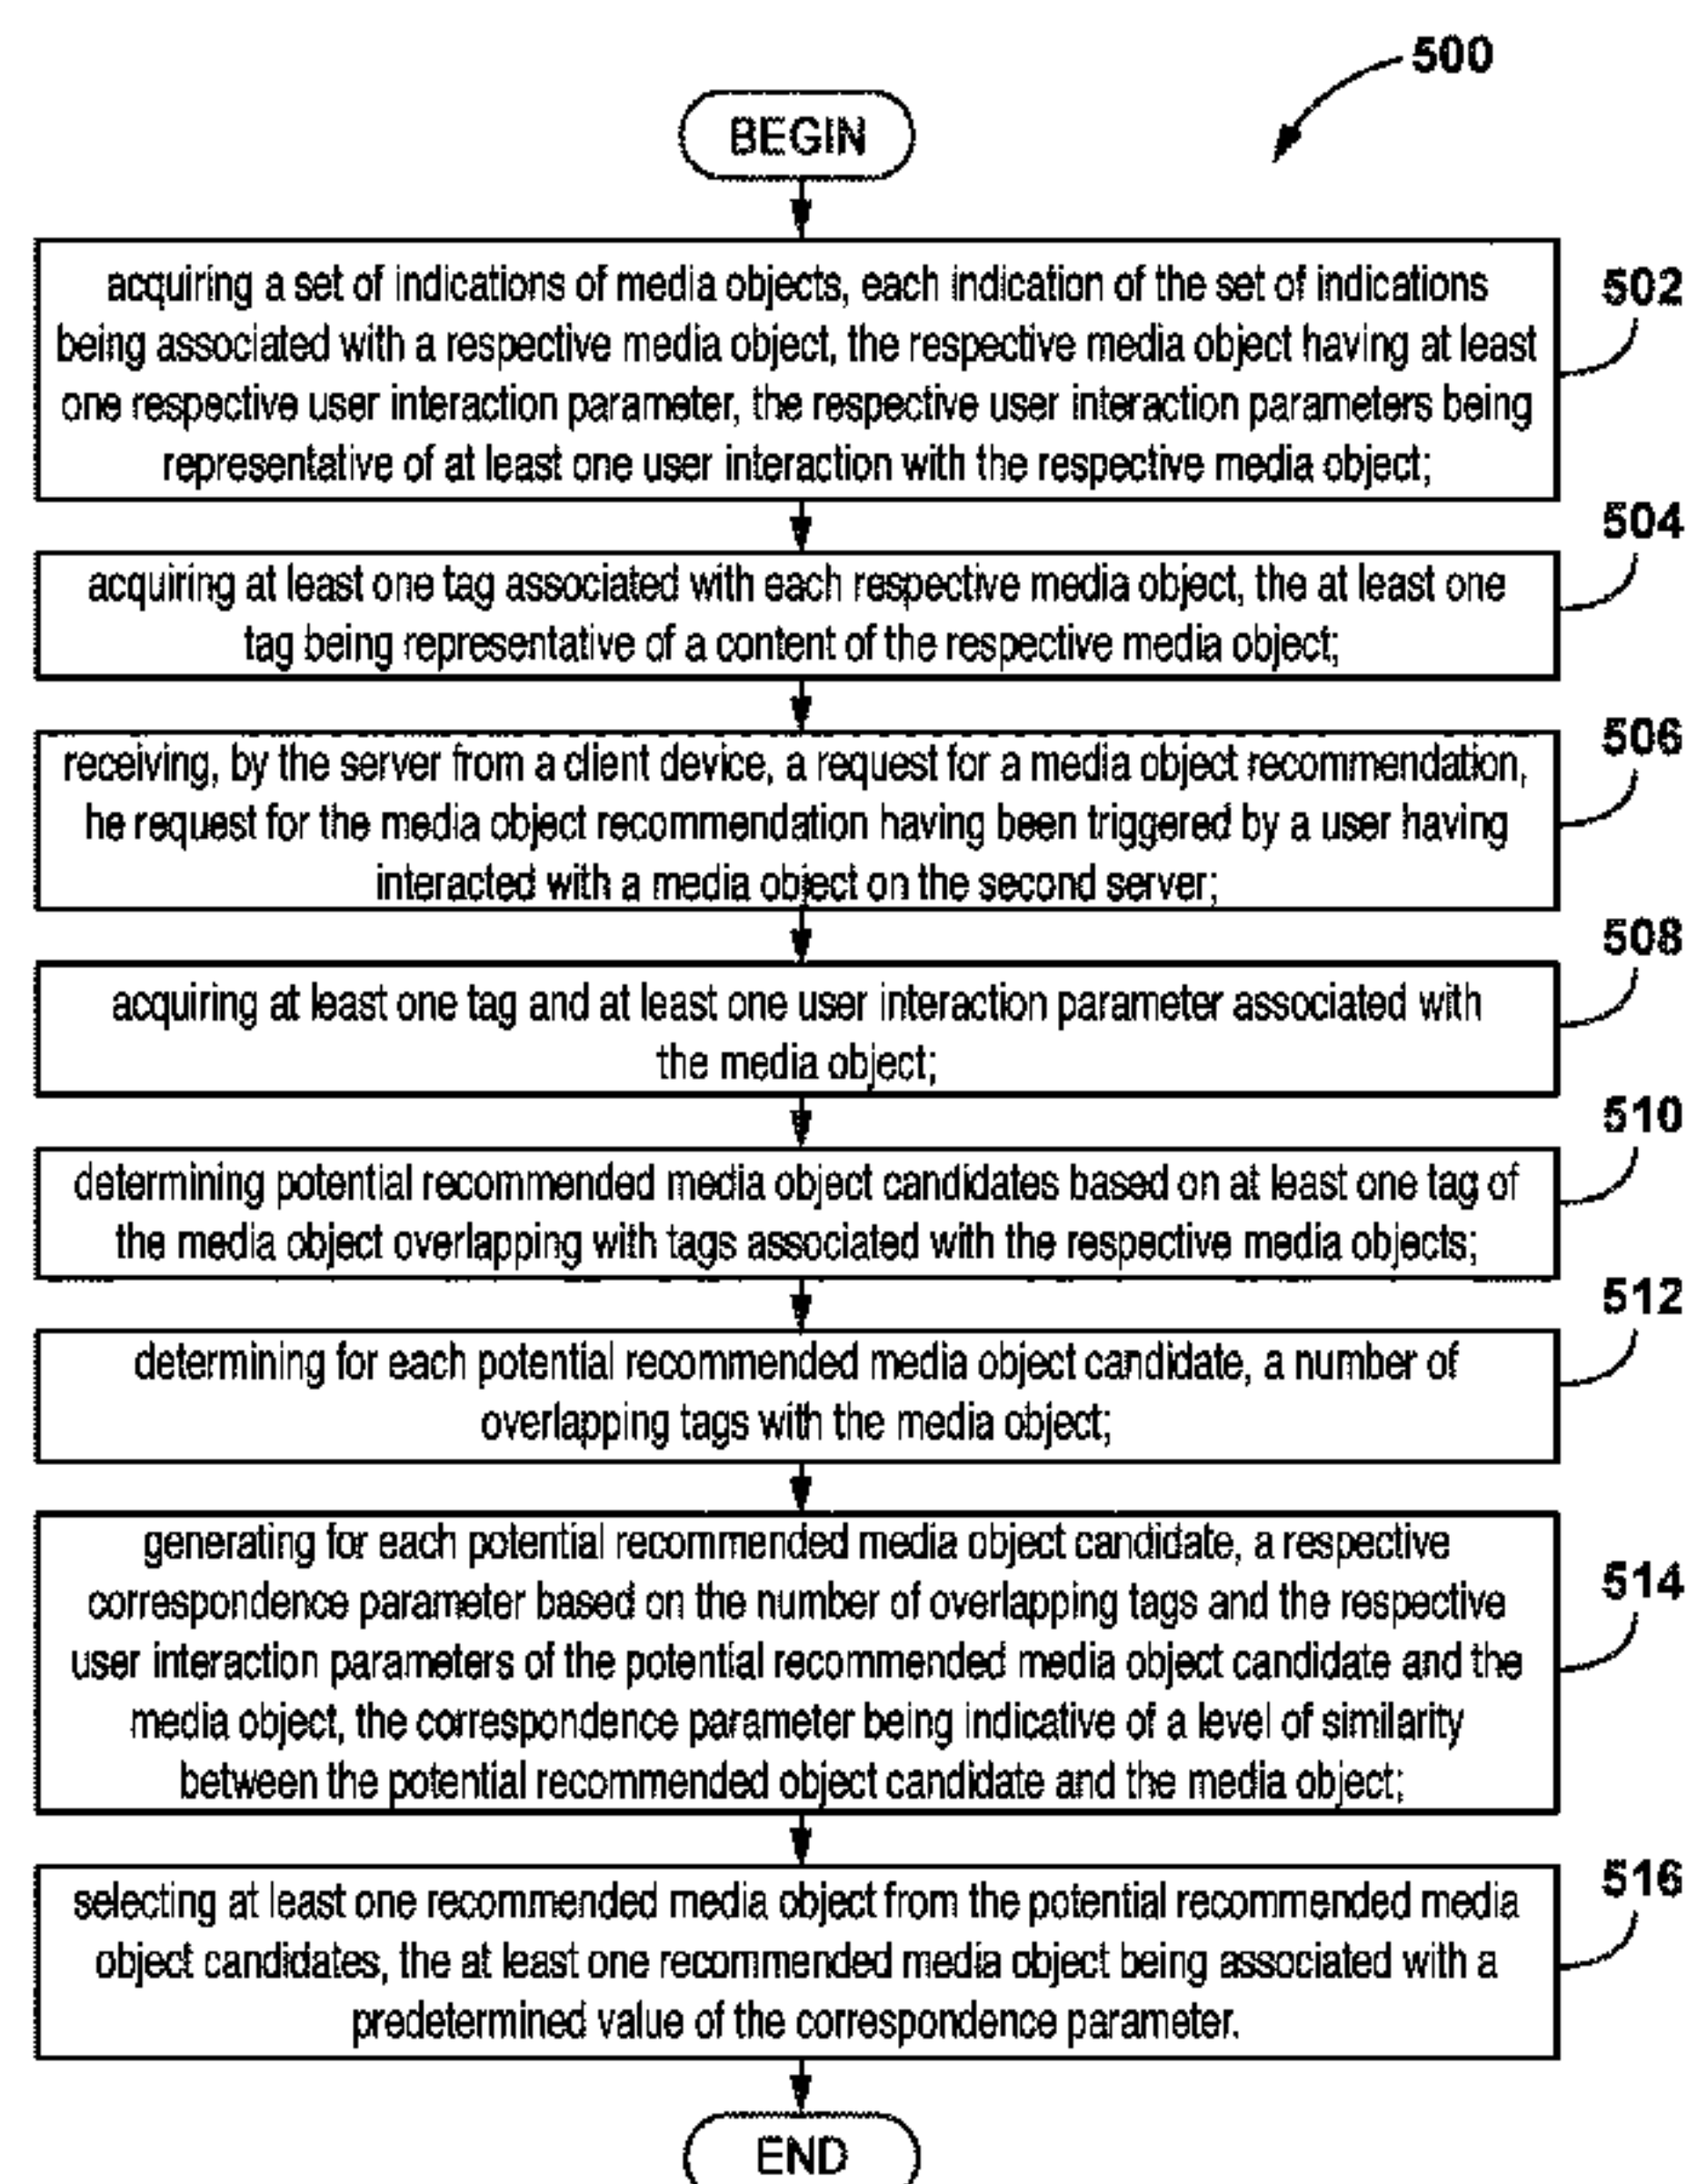 500
BEGIN
acquiring a set of indications of media objects, each indication of the set of indications
being associated with a respective media object, the respective media object having at least
one respective user interaction parameter, the respective user interaction parameters being
representative of at least one user interaction with the respective media object;
502
acquiring at least one tag associated with each respective media object, the at least one
tag being representative of a content of the respective media object;
504
receiving, by the server from a client device, a request for a media object recommendation,
he request for the media object recommendation having been triggered by a user having
interacted with a media object on the second server;
506
acquiring at least one tag and at least one user interaction parameter associated with
the media object;
508
determining potential recommended media object candidates based on at least one tag of
the media object overlapping with tags associated with the respective media objects;
510
determining for each potential recommended media object candidate, a number of
overlapping tags with the media object;
512
generating for each potential recommended media object candidate, a respective
correspondence parameter based on the number of overlapping tags and the respective
user interaction parameters of the potential recommended media object candidate and the
media object, the correspondence parameter being indicative of a level of similarity
between the potential recommended object candidate and the media object;
514
selecting at least one recommended media object from the potential recommended media
object candidates, the at least one recommended media object being associated with a
predetermined value of the correspondence parameter.
516
END